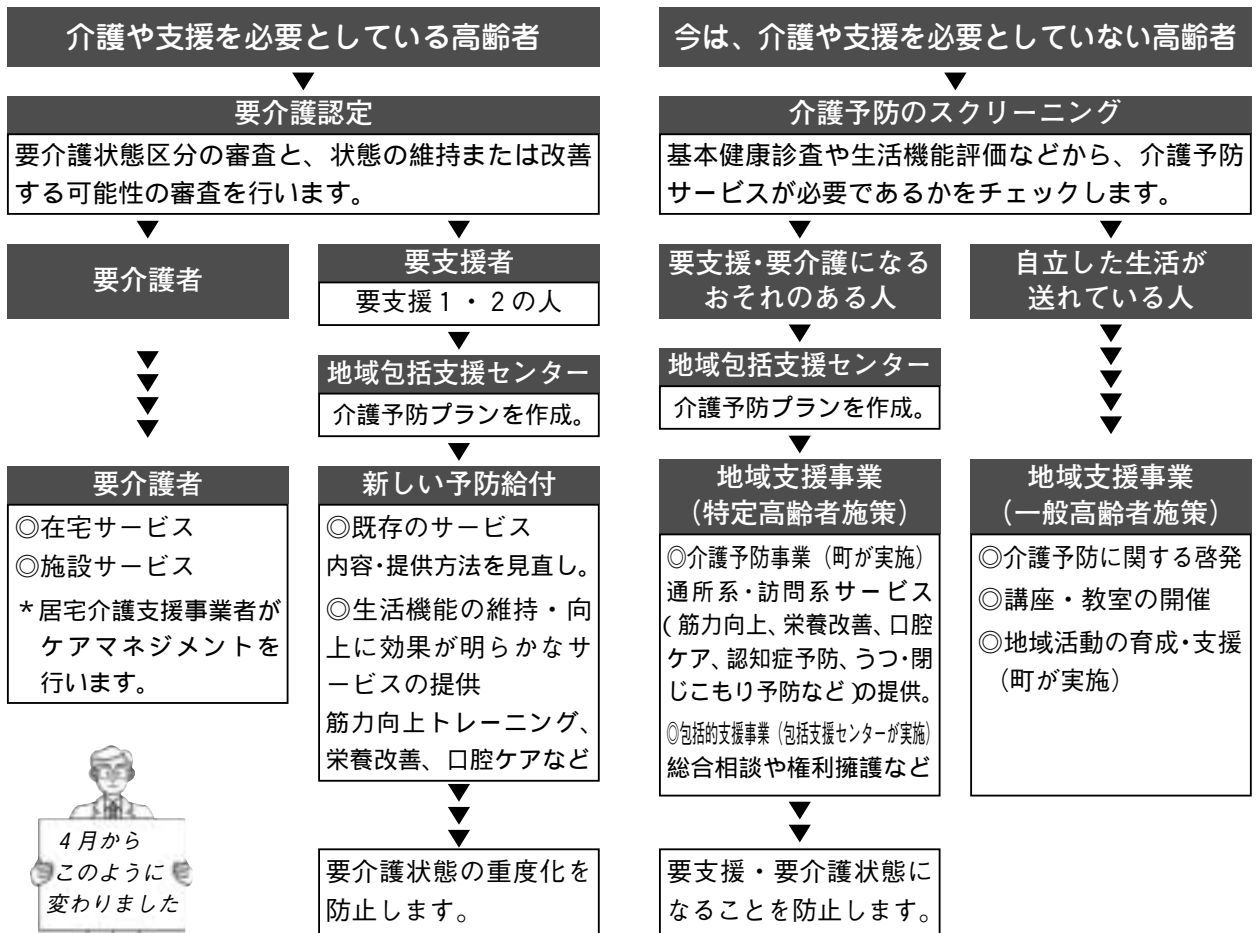 介護や支援を必要としている高齢者
要介護認定
要介護状態区分の審査と、状態の維持または改善
する可能性の審査を行います。
要介護者
要支援者
要支援1・2の人
地域包括支援センター
介護予防プランを作成。
要介護者
◎在宅サービス
◎施設サービス
*居宅介護支援事業者が
ケアマネジメントを
行います。
新しい予防給付
◎既存のサービス
内容・提供方法を見直し。
◎生活機能の維持・向
上に効果が明らかなサ
ービスの提供
筋力向上トレーニング、
栄養改善、口腔ケアなど
要介護状態の重度化を
防止します。
4月から
このように
変わりました
今は、介護や支援を必要としていない高齢者
介護予防のスクリーニング
基本健康診査や生活機能評価などから、介護予防
サービスが必要であるかをチェックします。
要支援・要介護になる
おそれのある人
地域包括支援センター
介護予防プランを作成。
地域支援事業
(特定高齢者施策)
◎介護予防事業(町が実施)
通所系・訪問系サービス
(筋力向上、栄養改善、口腔
ケア、認知症予防、うつ・閉
じこもり予防など)の提供。
◎包括的支援事業(包括支援センターが実施)
総合相談や権利擁護など
要支援・要介護状態に
なることを防止します。
自立した生活が
送れている人
地域支援事業
(一般高齢者施策)
◎介護予防に関する啓発
◎講座・教室の開催
◎地域活動の育成・支援
(町が実施)